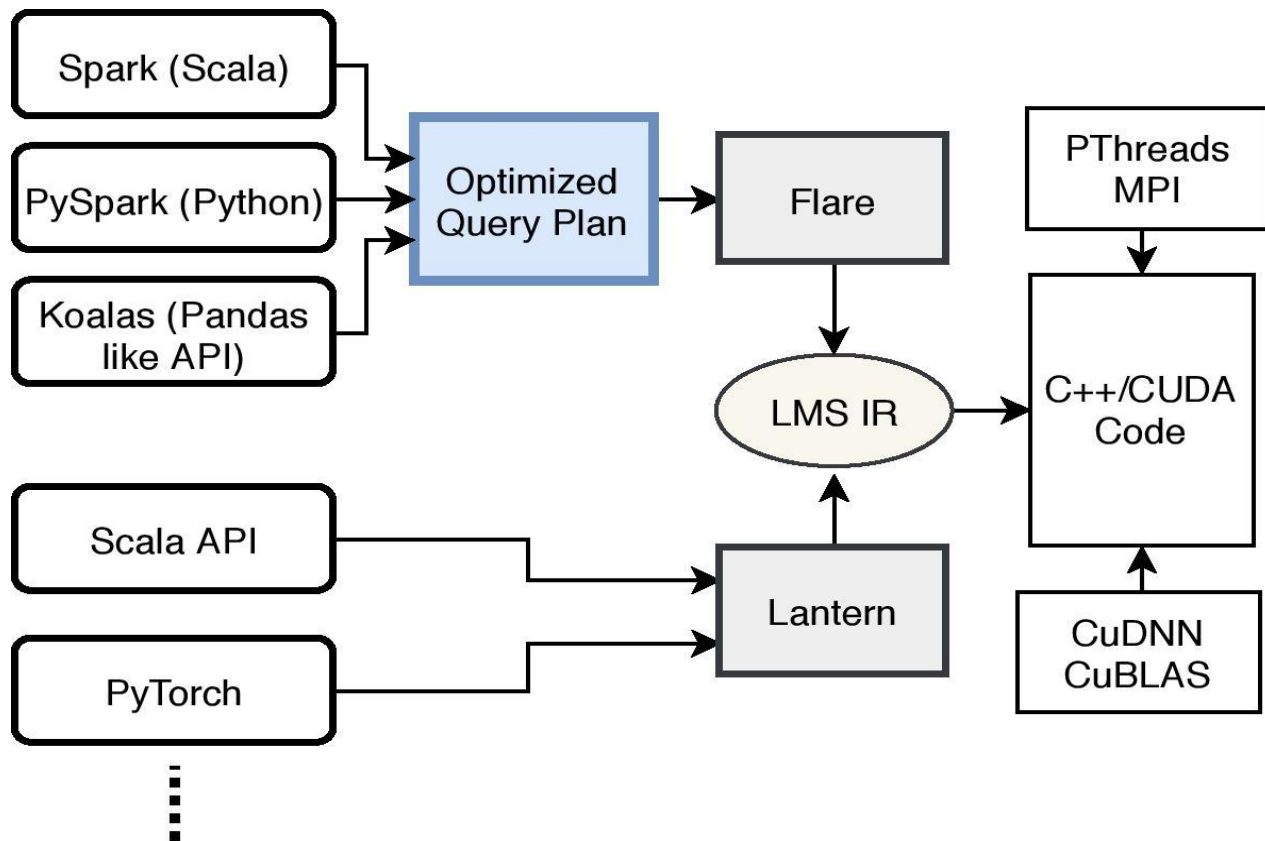 Spark (Scala)
PySpark (Python)
Koalas (Pandas
like API)
Optimized
Query Plan
Flare
PThreads
MPI
LMS IR
C++/CUDA
Code
Scala API
PyTorch
Lantern
CuDNN
CuBLAS